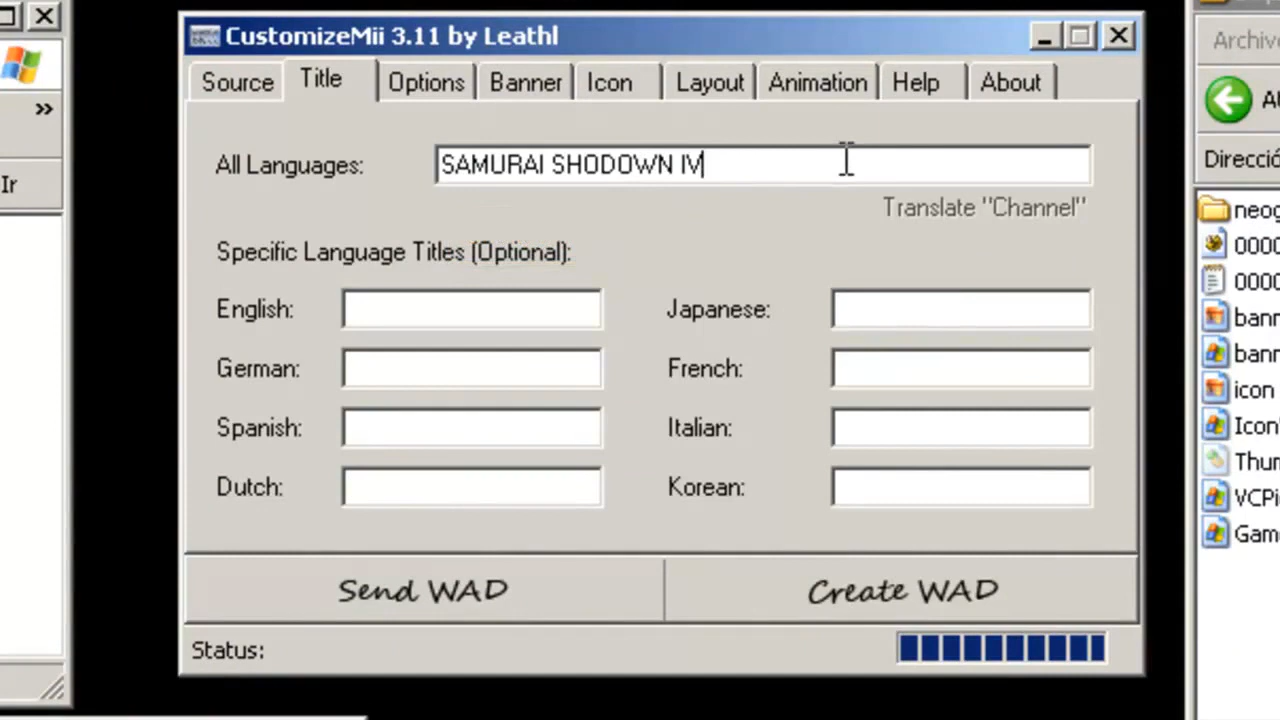 CustomizeMii 3.11 by Leathl
Source Title Options Banner Icon Layout Animation Help About
All Languages: SAMURAI SHODOWN IV
Translate "Channel"
Specific Language Titles (Optional):
English: Japanese:
German: French:
Spanish: Italian:
Dutch: Korean:
Send WAD Create WAD
Status:
»
Ir
Archivo
Direcció
neog
0000
0000
bann
bann
icon
Icon
Thum
VCPi
Gam